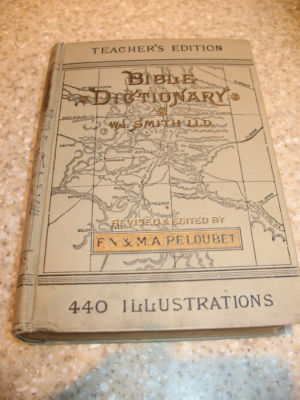 TEACHER'S EDITION
BIBLE
DICTIONARY
WM. SMITH LL.D.
REVISED & EDITED BY
F. N. & M. A. PELOUBET
440 ILLUSTRATIONS